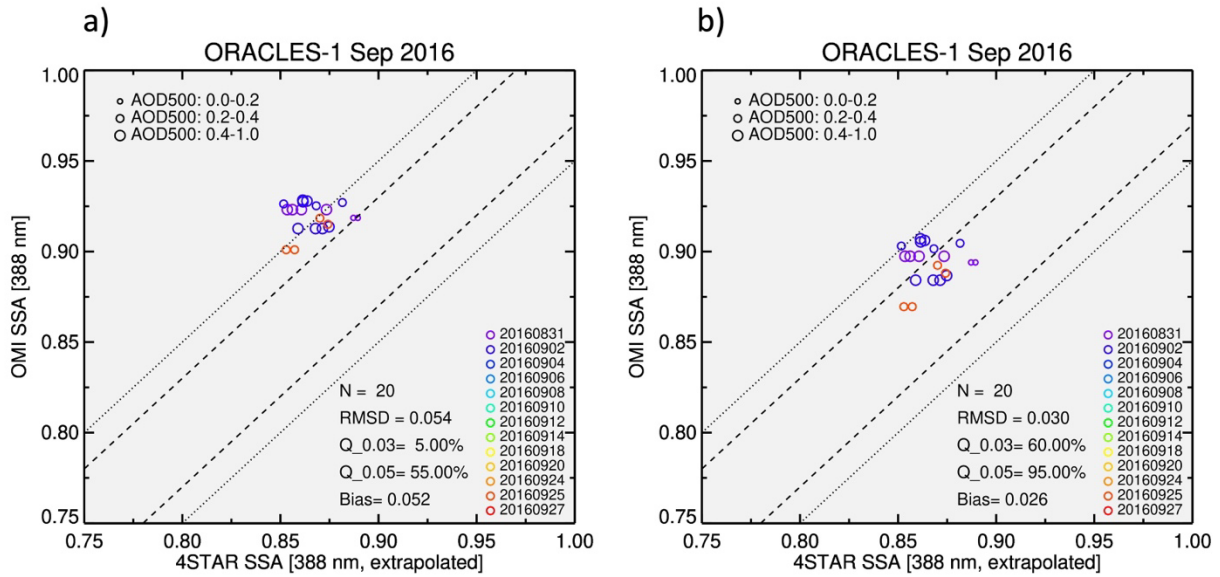 a)
ORACLES-1 Sep 2016
1.00
0.95
0.90
0.85
0.80
0.75
OMI SSA [388 nm]
AOD500: 0.0-0.2
AOD500: 0.2-0.4
AOD500: 0.4-1.0
N = 20
RMSD = 0.054
Q_0.03= 5.00%
Q_0.05= 55.00%
Bias= 0.052
20160831
20160902
20160904
20160906
20160908
20160910
20160912
20160914
20160918
20160920
20160924
20160925
20160927
0.75 0.80 0.85 0.90 0.95 1.00
4STAR SSA [388 nm, extrapolated]
b)
ORACLES-1 Sep 2016
1.00
0.95
0.90
0.85
0.80
0.75
OMI SSA [388 nm]
AOD500: 0.0-0.2
AOD500: 0.2-0.4
AOD500: 0.4-1.0
N = 20
RMSD = 0.030
Q_0.03= 60.00%
Q_0.05= 95.00%
Bias= 0.026
20160831
20160902
20160904
20160906
20160908
20160910
20160912
20160914
20160918
20160920
20160924
20160925
20160927
0.75 0.80 0.85 0.90 0.95 1.00
4STAR SSA [388 nm, extrapolated]